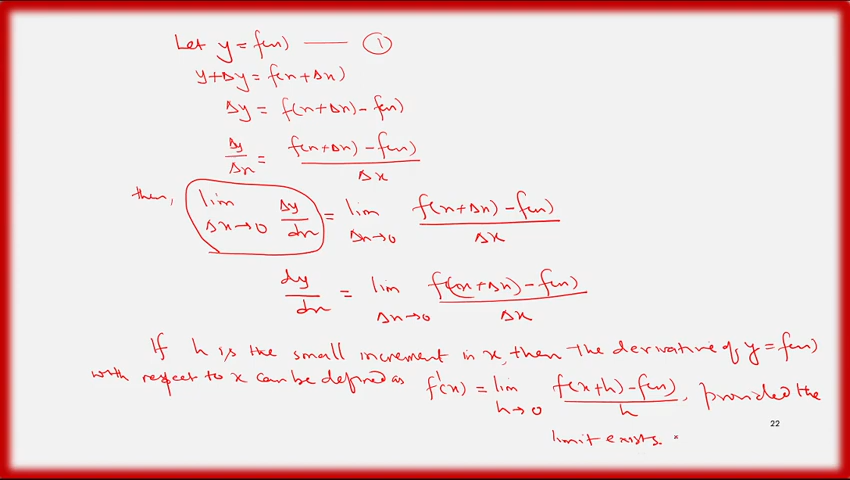 Let y = f(x) —— ①
y + Δy = f(x + Δx)
Δy = f(x + Δx) - f(x)
Δy/Δx = (f(x + Δx) - f(x))/Δx
then, lim Δx→0 Δy/dx = lim Δx→0 (f(x + Δx) - f(x))/Δx
dy/dx = lim Δx→0 (f(x + Δx) - f(x))/Δx
If h is the small increment in x, then the derivative of y = f(x)
with respect to x can be defined as f'(x) = lim h→0 (f(x+h) - f(x))/h, provided the
limit exists.
22